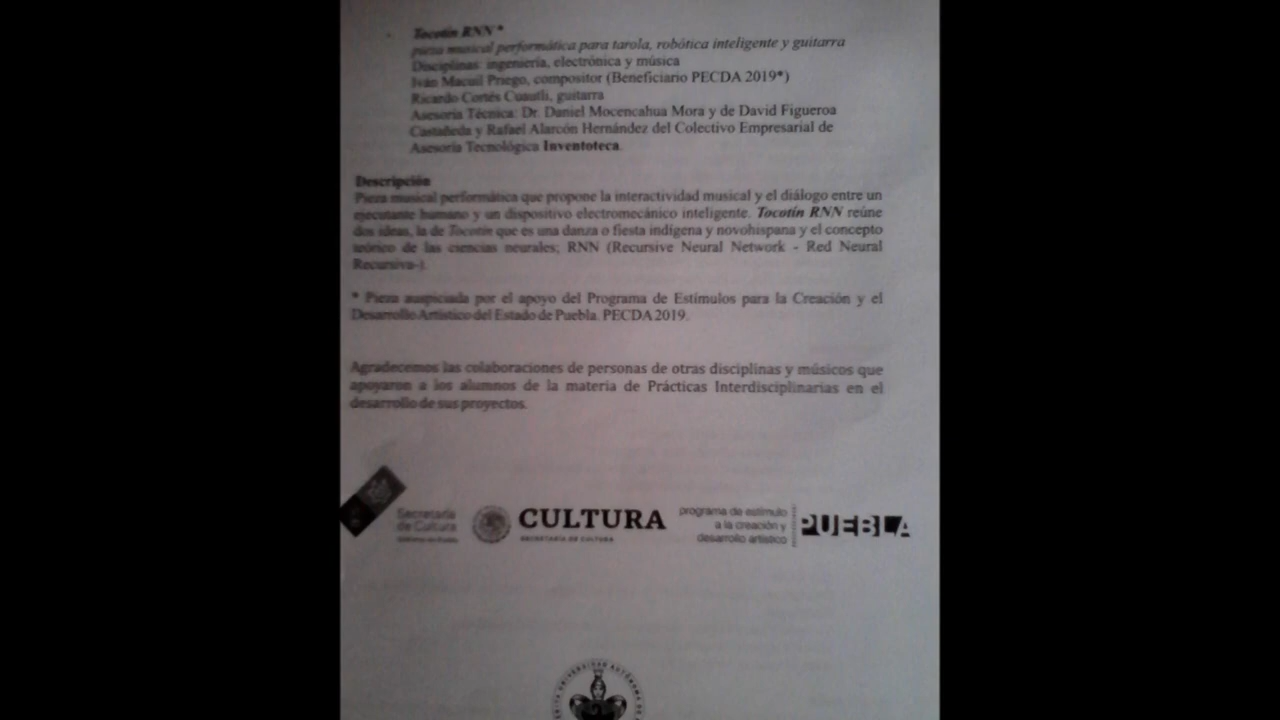 Tocotín RNN*
pieza musical performática para tarola, robótica inteligente y guitarra
Disciplinas: ingeniería, electrónica y música
Iván Macuil Priego, compositor (Beneficiario PECDA 2019*)
Ricardo Cortés Cuautli, guitarra
Asesoría Técnica: Dr. Daniel Mocencahua Mora y de David Figueroa
Castañeda y Rafael Alarcón Hernández del Colectivo Empresarial de
Asesoría Tecnológica Inventoteca.
Descripción
Pieza musical performática que propone la interactividad musical y el diálogo entre un
ejecutante humano y un dispositivo electromecánico inteligente. Tocotín RNN reúne
dos ideas, la de Tocotín que es una danza o fiesta indígena y novohispana y el concepto
teórico de las ciencias neurales; RNN (Recursive Neural Network - Red Neural
Recursiva-).
* Pieza auspiciada por el apoyo del Programa de Estímulos para la Creación y el
Desarrollo Artístico del Estado de Puebla. PECDA 2019.
Agradecemos las colaboraciones de personas de otras disciplinas y músicos que
apoyaron a los alumnos de la materia de Prácticas Interdisciplinarias en el
desarrollo de sus proyectos.
Secretaría
de Cultura
CULTURA
SECRETARÍA DE CULTURA
programa de estímulo
a la creación y
desarrollo artístico
PUEBLA
UNIVERSIDAD AUTÓNOMA DE